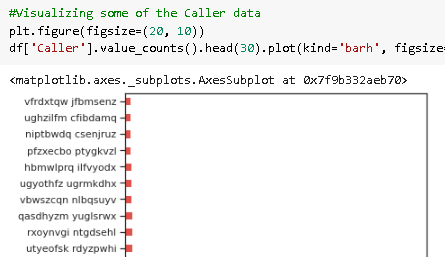 #Visualizing some of the Caller data
plt.figure(figsize=(20, 10))
df['Caller'].value_counts().head(30).plot(kind='barh', figsize=
<matplotlib.axes._subplots.AxesSubplot at 0x7f9b332aeb70>
vfrdxtqw jfbmsenz
ughzilfm cfibdamq
niptbwdq csenjruz
pfzxecbo ptygkvzl
hbmwlprq ilfvyodx
ugyothfz ugrmkdhx
vbwszcqn nlbqsuyv
qasdhyzm yuglsrwx
rxoynvgi ntgdsehl
utyeofsk rdyzpwhi